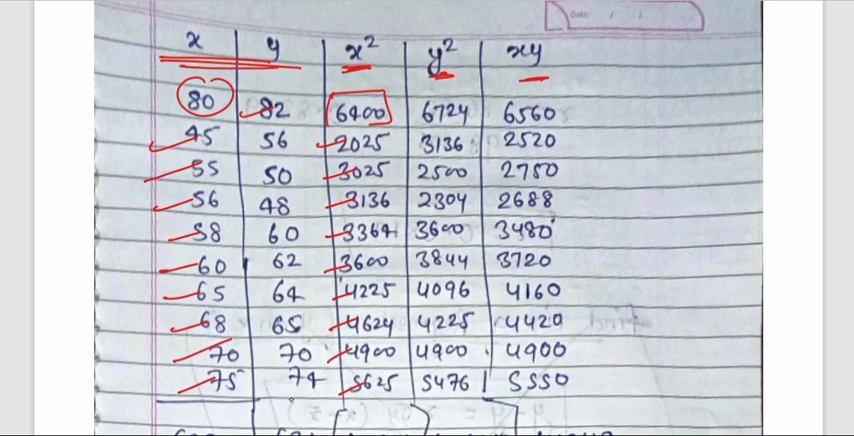 Date: / /
x y x² y² xy
80 82 6400 6724 6560
45 56 2025 3136 2520
55 50 3025 2500 2750
56 48 3136 2304 2688
58 60 3364 3600 3480
60 62 3600 3844 3720
65 64 4225 4096 4160
68 65 4624 4225 4420
70 70 4900 4900 4900
75 74 5625 5476 5550